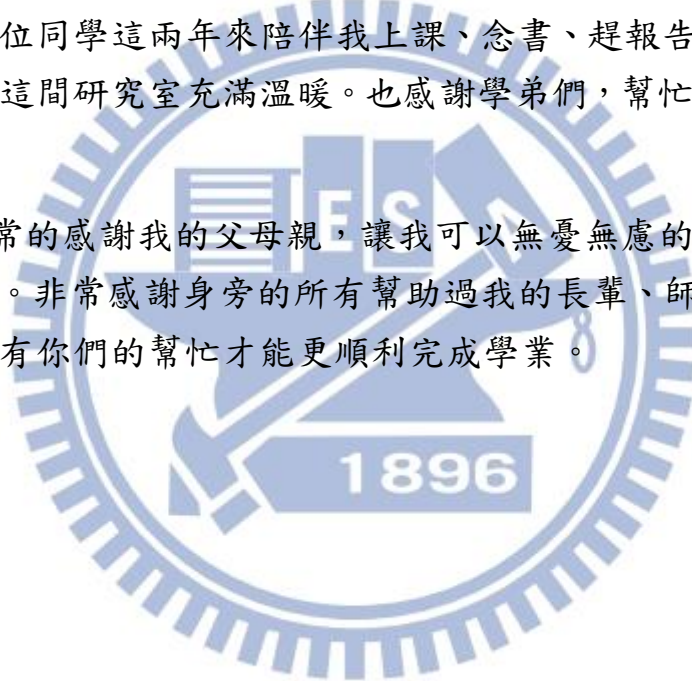 位同學這兩年來陪伴我上課、念書、趕報告
這間研究室充滿溫暖。也感謝學弟們，幫忙
常的感謝我的父母親，讓我可以無憂無慮的
。非常感謝身旁的所有幫助過我的長輩、師
有你們的幫忙才能更順利完成學業。
E S A
8
1896